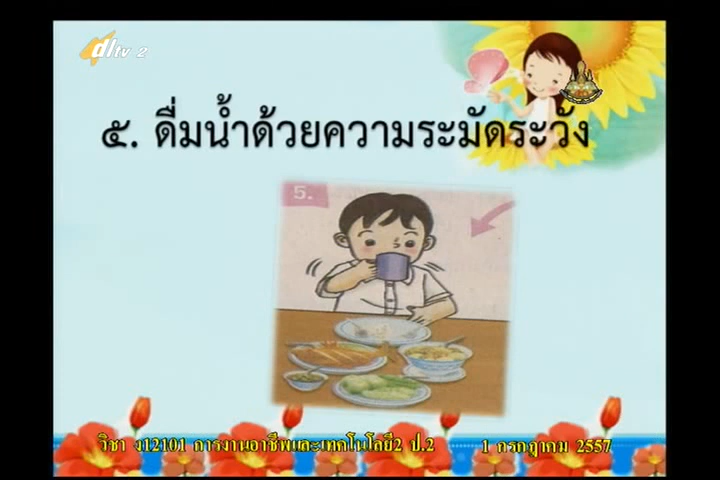 dltv 2
๕. ดื่มน้ำด้วยความระมัดระวัง
5.
วิชา ง12101 การงานอาชีพและเทคโนโลยี2 ป.2 1 กรกฎาคม 2557